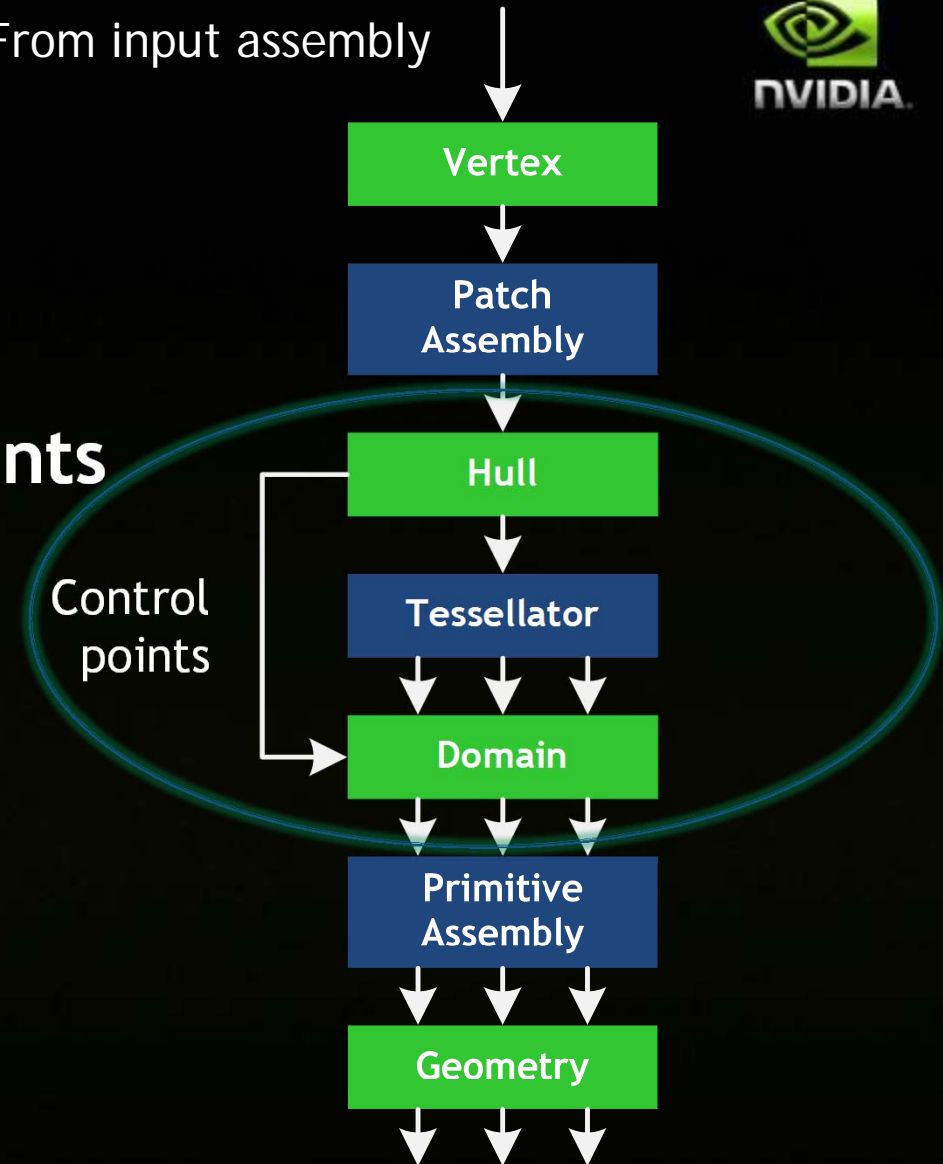 From input assembly
NVIDIA.
Vertex
Patch
Assembly
nts
Hull
Control
points
Tessellator
Domain
Primitive
Assembly
Geometry